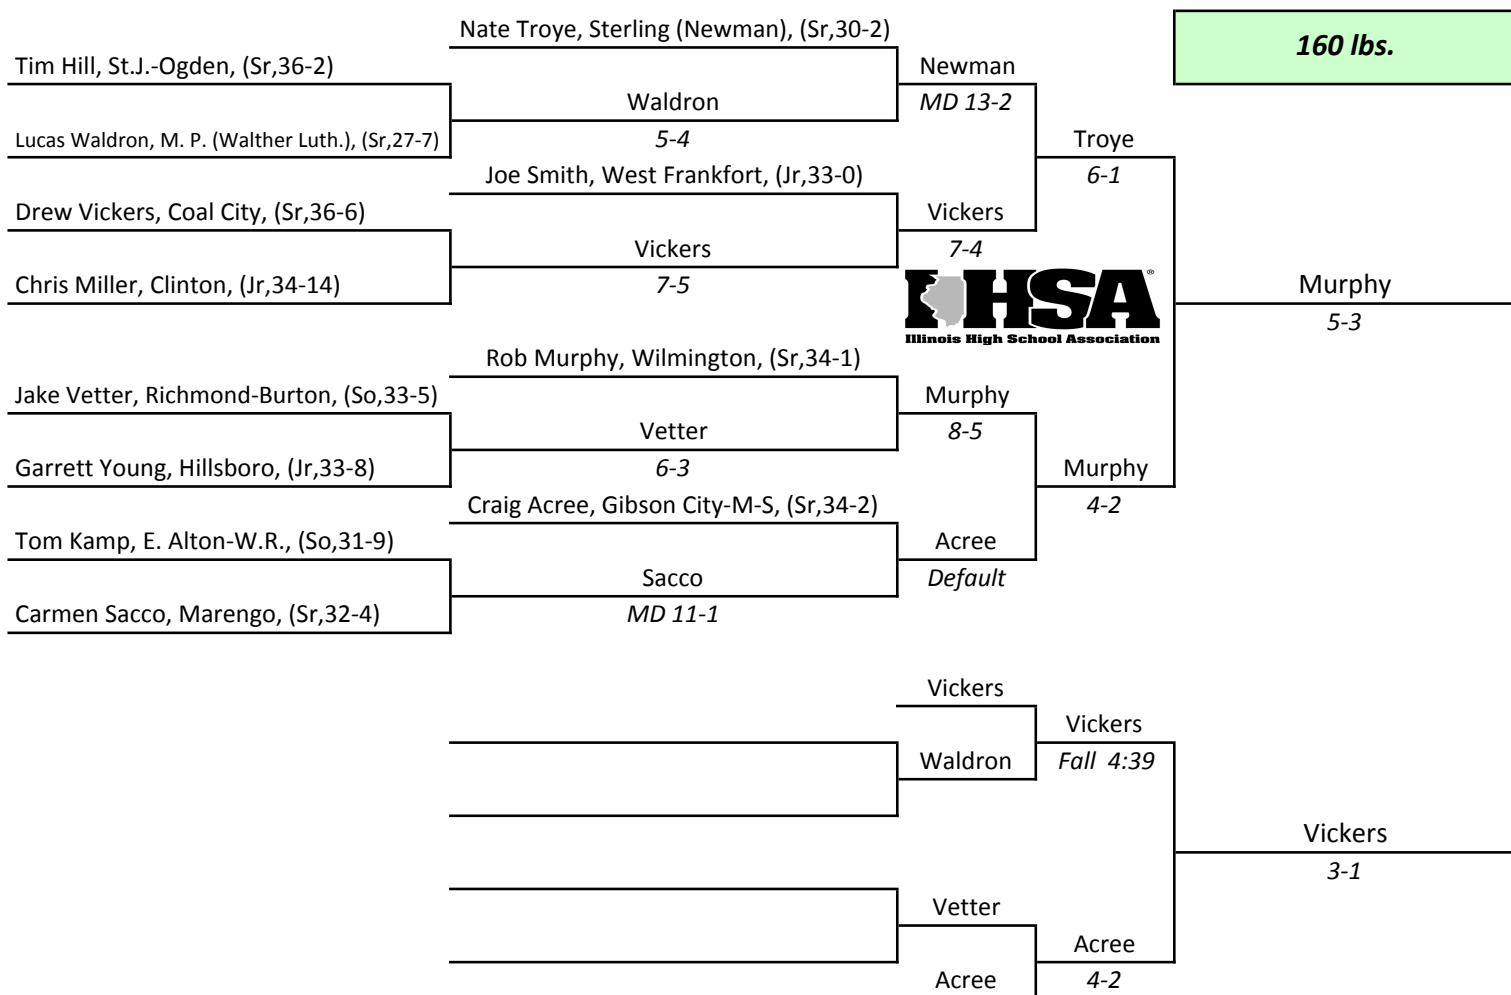 Nate Troye, Sterling (Newman), (Sr,30-2)
160 lbs.
Tim Hill, St.J.-Ogden, (Sr,36-2)
Newman
Waldron
MD 13-2
Lucas Waldron, M. P. (Walther Luth.), (Sr,27-7)
5-4
Troye
Joe Smith, West Frankfort, (Jr,33-0)
6-1
Drew Vickers, Coal City, (Sr,36-6)
Vickers
Vickers
7-4
Chris Miller, Clinton, (Jr,34-14)
7-5
IHSA®
Murphy
5-3
Illinois High School Association
Rob Murphy, Wilmington, (Sr,34-1)
Jake Vetter, Richmond-Burton, (So,33-5)
Murphy
Vetter
8-5
Garrett Young, Hillsboro, (Jr,33-8)
6-3
Murphy
Craig Acree, Gibson City-M-S, (Sr,34-2)
4-2
Tom Kamp, E. Alton-W.R., (So,31-9)
Acree
Sacco
Default
Carmen Sacco, Marengo, (Sr,32-4)
MD 11-1
Vickers
Vickers
Waldron
Fall 4:39
Vickers
3-1
Vetter
Acree
Acree
4-2